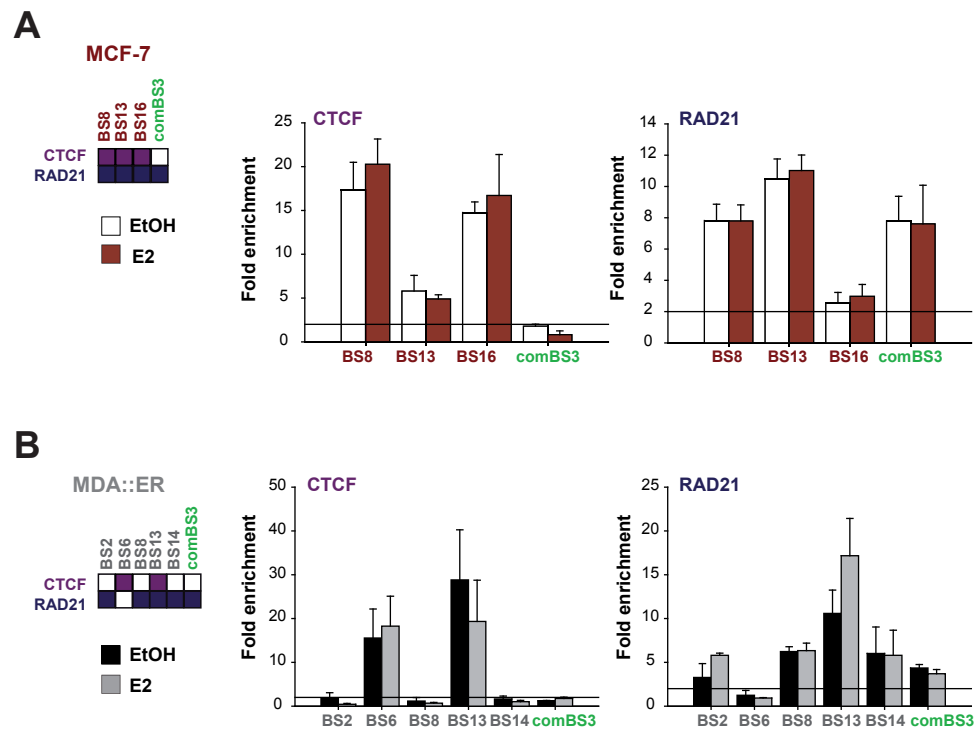 A
MCF-7
BS8 BS13 BS16 comBS3
CTCF
RAD21
EtOH
E2
CTCF
Fold enrichment
25
20
15
10
5
0
BS8 BS13 BS16 comBS3
RAD21
Fold enrichment
14
12
10
8
6
4
2
0
BS8 BS13 BS16 comBS3
B
MDA::ER
BS2 BS6 BS8 BS13 BS14 comBS3
CTCF
RAD21
EtOH
E2
CTCF
Fold enrichment
50
40
30
20
10
0
BS2 BS6 BS8 BS13 BS14 comBS3
RAD21
Fold enrichment
25
20
15
10
5
0
BS2 BS6 BS8 BS13 BS14 comBS3